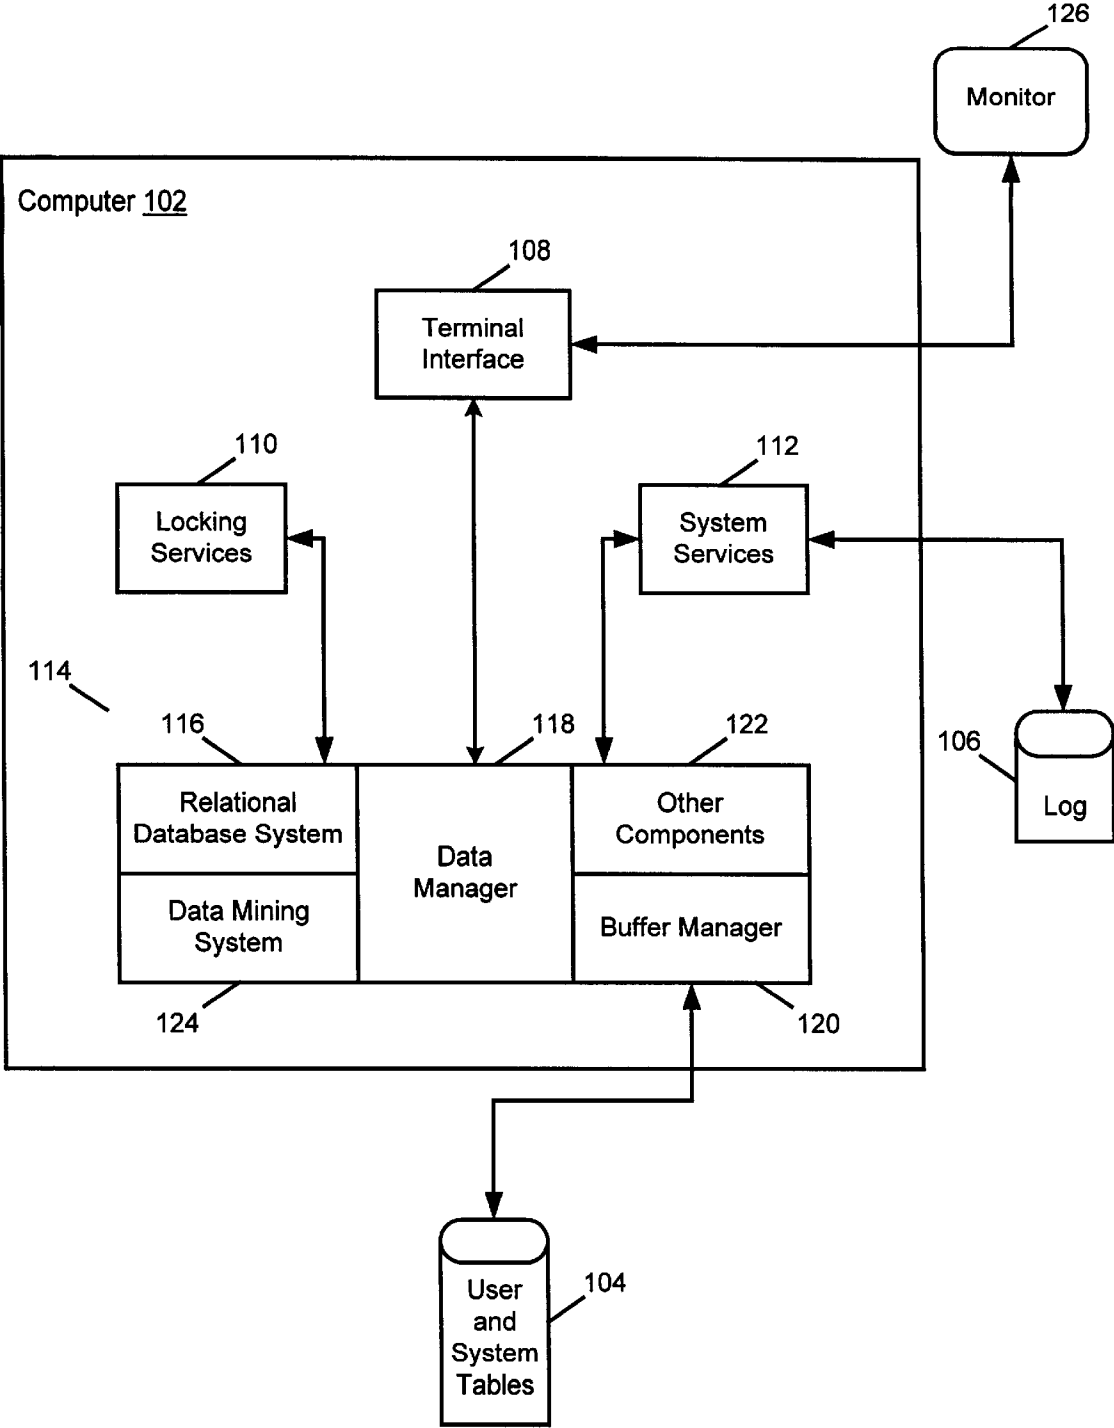 126
Monitor
Computer 102
108
Terminal
Interface
110
Locking
Services
112
System
Services
114
116
118
122
106
Log
Relational
Database System
Data
Manager
Other
Components
Data Mining
System
Buffer Manager
124
120
104
User
and
System
Tables